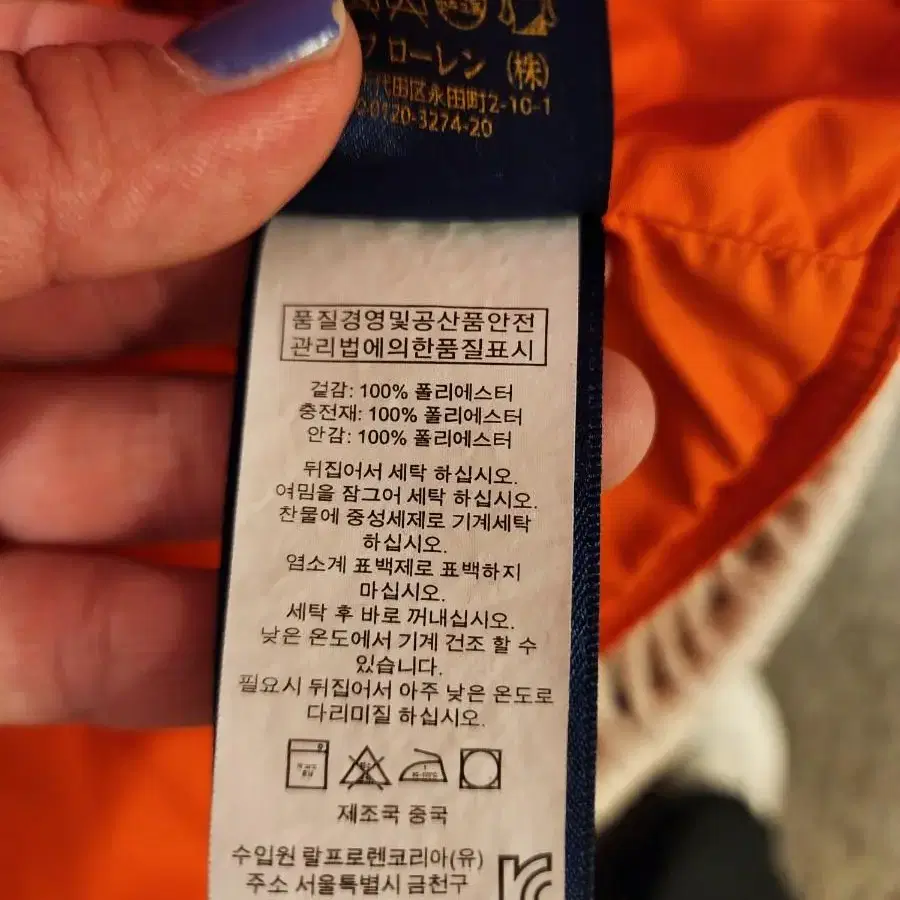 ローレン (株)
代田区永田町2-10-1
0120-3274-20
품질경영및공산품안전
관리법에의한품질표시
겉감: 100% 폴리에스터
충전재: 100% 폴리에스터
안감: 100% 폴리에스터
뒤집어서 세탁 하십시오.
여밈을 잠그어 세탁 하십시오.
찬물에 중성세제로 기계세탁
하십시오.
염소계 표백제로 표백하지
마십시오.
세탁 후 바로 꺼내십시오.
낮은 온도에서 기계 건조 할 수
있습니다.
필요시 뒤집어서 아주 낮은 온도로
다리미질 하십시오.
제조국 중국
수입원 랄프로렌코리아(유)
주소 서울특별시 금천구